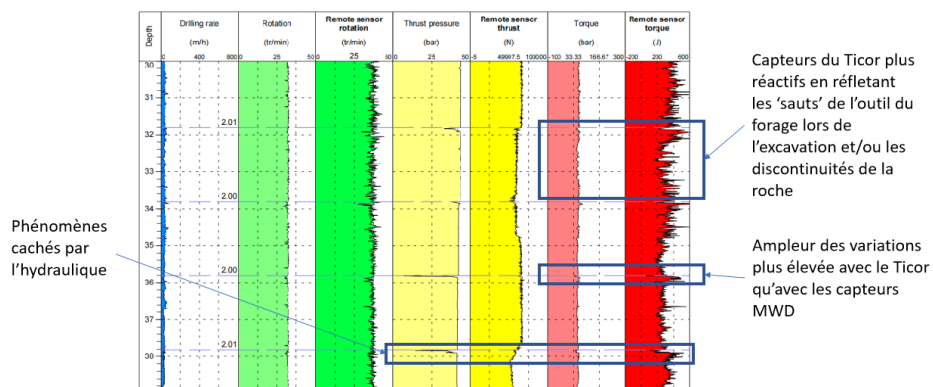 Depth
Drilling rate
(m/h)
0 400 800
Rotation
(tr/min)
0 25 50
Remote sensor
rotation
(tr/min)
0 25 50
Thrust pressure
(bar)
0 25 50
Remote sensor
thrust
(N)
-5 49997.5 100000
Torque
(bar)
-100 33.33 166.67 300
Remote sensor
torque
(J)
-200 200 600
30
31
2.01
32
33
2.00
34
35
2.00
36
37
2.01
30
Capteurs du Ticor plus
réactifs en réfletant
les ‘sauts’ de l’outil du
forage lors de
l’excavation et/ou les
discontinuités de la
roche
Phénomènes
cachés par
l’hydraulique
Ampleur des variations
plus élevée avec le Ticor
qu’avec les capteurs
MWD